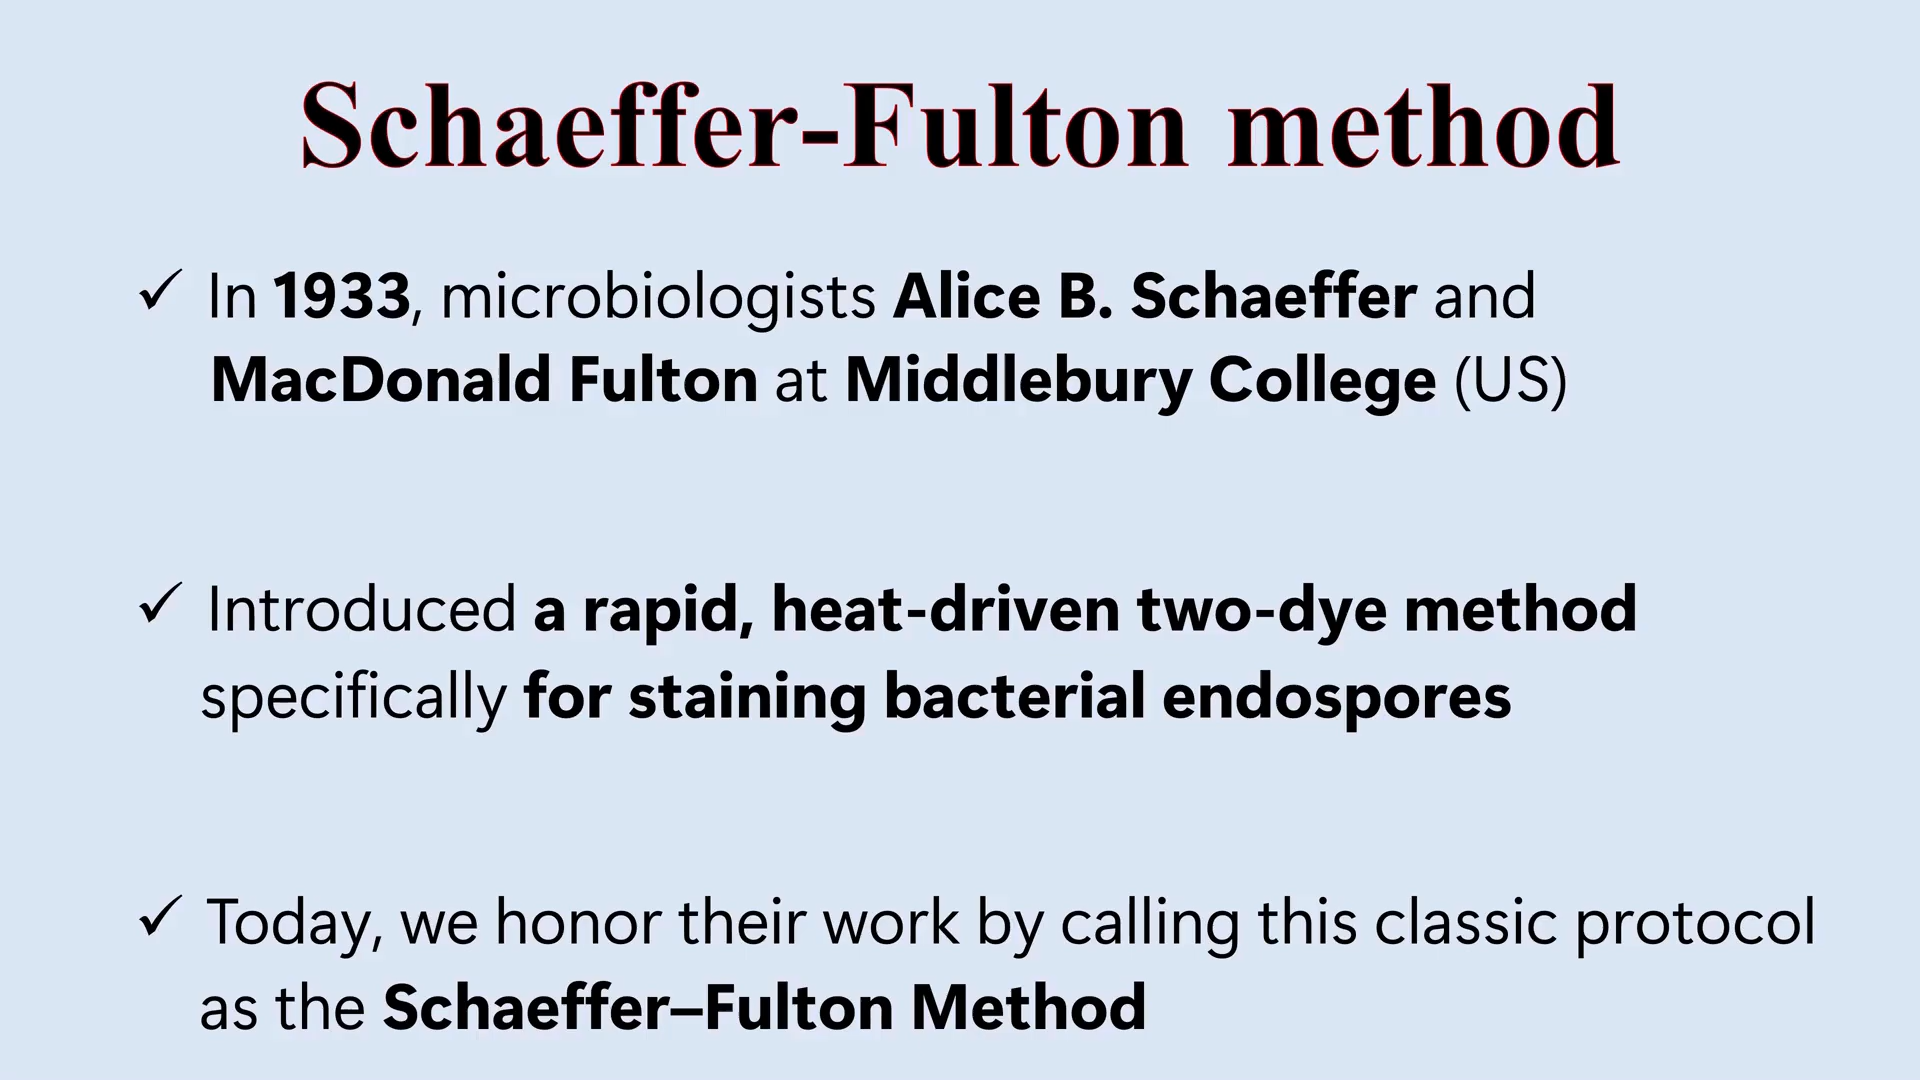 Schaeffer-Fulton method
✓ In 1933, microbiologists Alice B. Schaeffer and
MacDonald Fulton at Middlebury College (US)
✓ Introduced a rapid, heat-driven two-dye method
specifically for staining bacterial endospores
✓ Today, we honor their work by calling this classic protocol
as the Schaeffer–Fulton Method